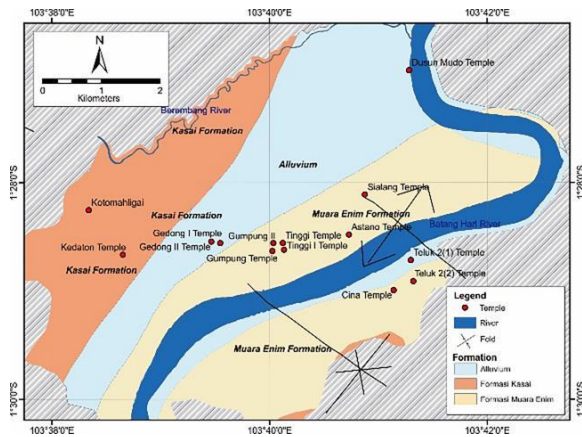 103°38'0"E 103°40'0"E 103°42'0"E
N
0 1 2
Kilometers
Berembang River
Kasai Formation
Dusun Mudo Temple
Alluvium
1°28'0"S 1°28'0"S
Sialang Temple
Kotomahligai
Kasai Formation
Muara Enim Formation
Batang Hari River
Astano Temple
Gedong I Temple
Gedong II Temple
Gumpung II
Tinggi Temple
Tinggi I Temple
Gumpung Temple
Kedaton Temple
Kasai Formation
Teluk 2(1) Temple
Teluk 2(2) Temple
Cina Temple
Muara Enim Formation
Legend
Temple
River
Fold
Formation
Alluvium
Formasi Kasai
Formasi Muara Enim
1°30'0"S 1°30'0"S
103°38'0"E 103°40'0"E 103°42'0"E